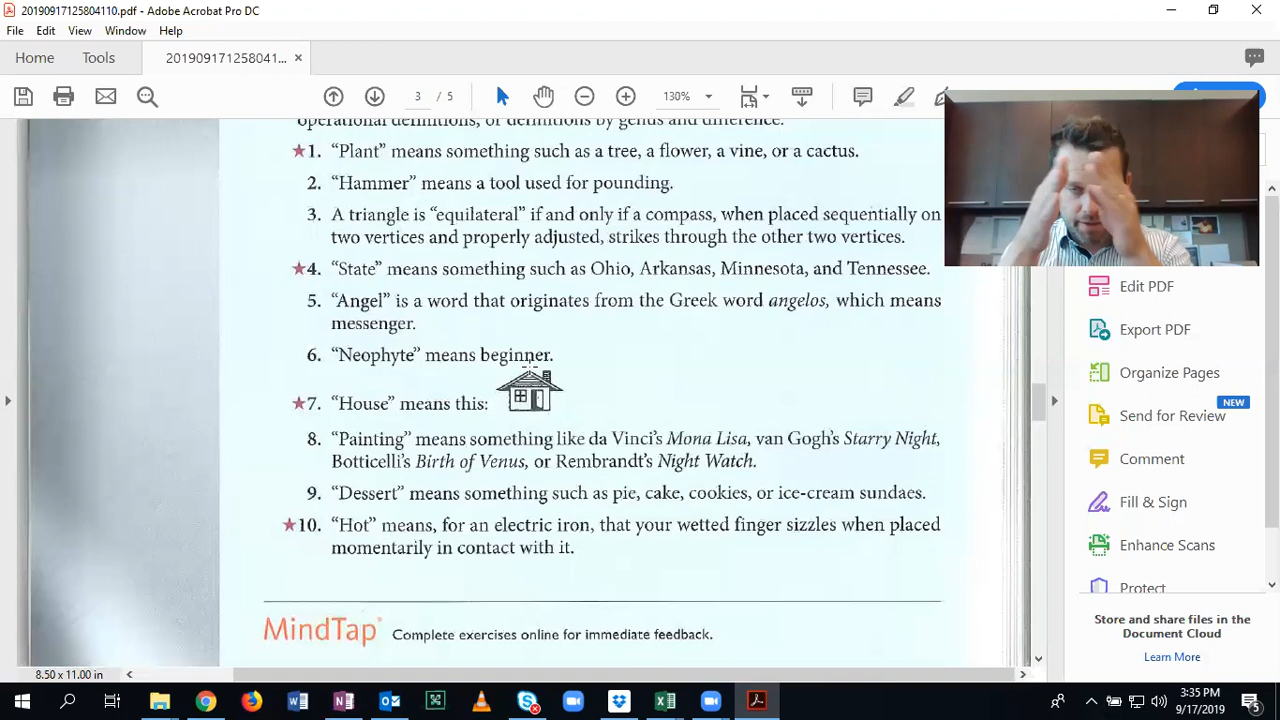 201909171258041110.pdf - Adobe Acrobat Pro DC
File Edit View Window Help
Home Tools 201909171258041... ×
3 / 5 130%
operational definitions, or definitions by genus and difference.
★1. “Plant” means something such as a tree, a flower, a vine, or a cactus.
2. “Hammer” means a tool used for pounding.
3. A triangle is “equilateral” if and only if a compass, when placed sequentially on
two vertices and properly adjusted, strikes through the other two vertices.
★4. “State” means something such as Ohio, Arkansas, Minnesota, and Tennessee.
5. “Angel” is a word that originates from the Greek word angelos, which means
messenger.
6. “Neophyte” means beginner.
★7. “House” means this:
8. “Painting” means something like da Vinci’s Mona Lisa, van Gogh’s Starry Night,
Botticelli’s Birth of Venus, or Rembrandt’s Night Watch.
9. “Dessert” means something such as pie, cake, cookies, or ice-cream sundaes.
★10. “Hot” means, for an electric iron, that your wetted finger sizzles when placed
momentarily in contact with it.
MindTap® Complete exercises online for immediate feedback.
8.50 x 11.00 in
Edit PDF
Export PDF
Organize Pages
Send for Review NEW
Comment
Fill & Sign
Enhance Scans
Protect
Store and share files in the
Document Cloud
Learn More
3:35 PM
9/17/2019
5